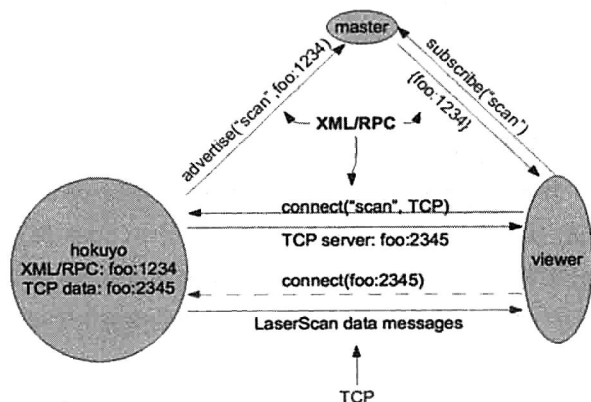 master
advertise("scan",foo:1234)
subscribe("scan")
{foo:1234}
XML/RPC
connect("scan", TCP)
TCP server: foo:2345
hokuyo
XML/RPC: foo:1234
TCP data: foo:2345
viewer
connect(foo:2345)
LaserScan data messages
TCP